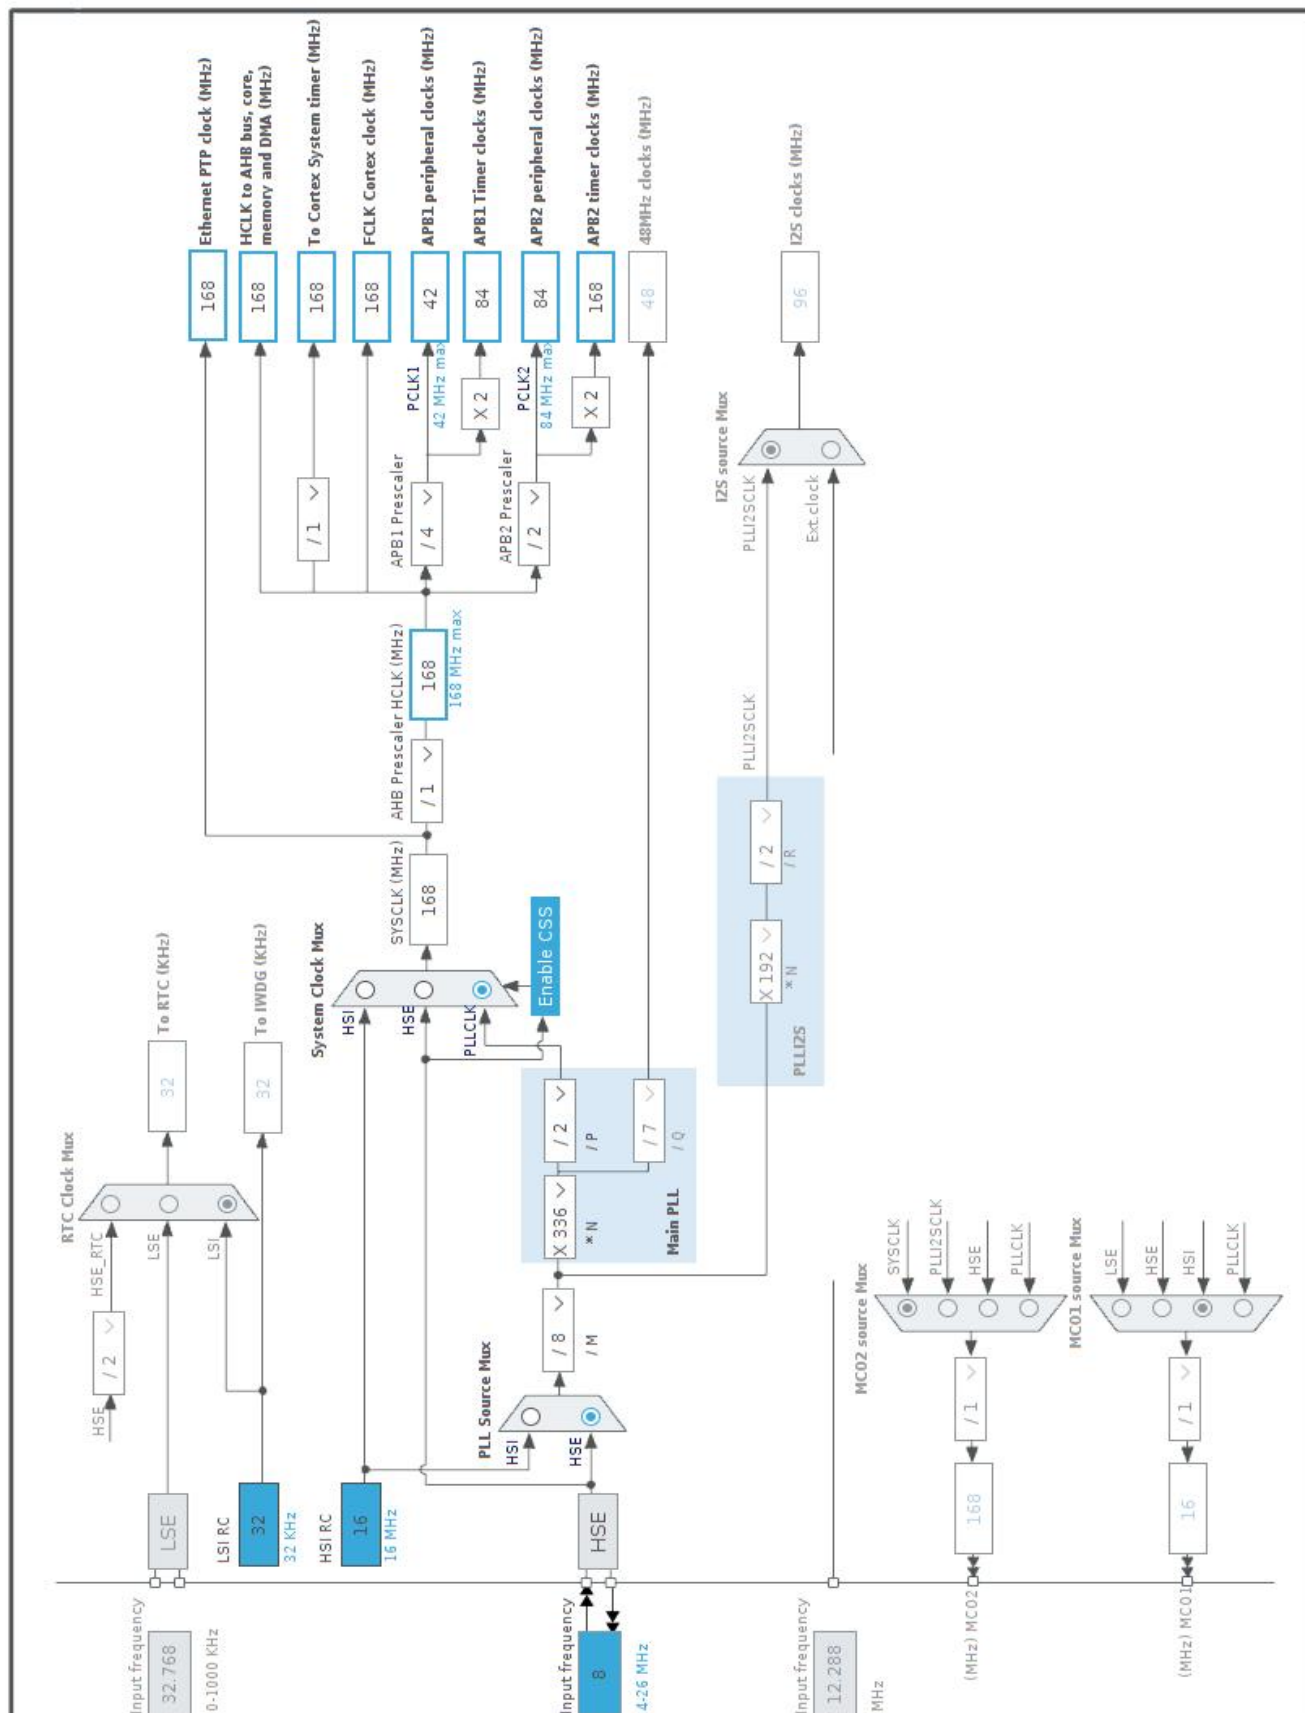 Input frequency
32.768
0-1000 KHz
LSE
HSE
/ 2
HSE_RTC
LSE
LSI
RTC Clock Mux
32
To RTC (KHz)
LSI RC
32
32 KHz
32
To IWDG (KHz)
HSI RC
16
16 MHz
Input frequency
8
4-26 MHz
HSE
PLL Source Mux
HSI
HSE
/ 8
/ M
X 336
* N
/ 2
/ P
/ 7
/ Q
Main PLL
System Clock Mux
HSI
HSE
PLLCLK
Enable CSS
SYSCLK (MHz)
168
AHB Prescaler
/ 1
HCLK (MHz)
168
168 MHz max
168
Ethernet PTP clock (MHz)
168
HCLK to AHB bus, core,
memory and DMA (MHz)
/ 1
168
To Cortex System timer (MHz)
168
FCLK Cortex clock (MHz)
APB1 Prescaler
/ 4
PCLK1
42 MHz max
42
APB1 peripheral clocks (MHz)
X 2
84
APB1 Timer clocks (MHz)
APB2 Prescaler
/ 2
PCLK2
84 MHz max
84
APB2 peripheral clocks (MHz)
X 2
168
APB2 timer clocks (MHz)
48
48MHz clocks (MHz)
X 192
* N
/ 2
/ R
PLLI2S
PLLI2SCLK
PLLI2SCLK
I2S source Mux
Ext.clock
96
I2S clocks (MHz)
Input frequency
12.288
MHz
MCO2 source Mux
SYSCLK
PLLI2SCLK
HSE
PLLCLK
/ 1
168
(MHz) MCO2
MCO1 source Mux
LSE
HSE
HSI
PLLCLK
/ 1
16
(MHz) MCO1